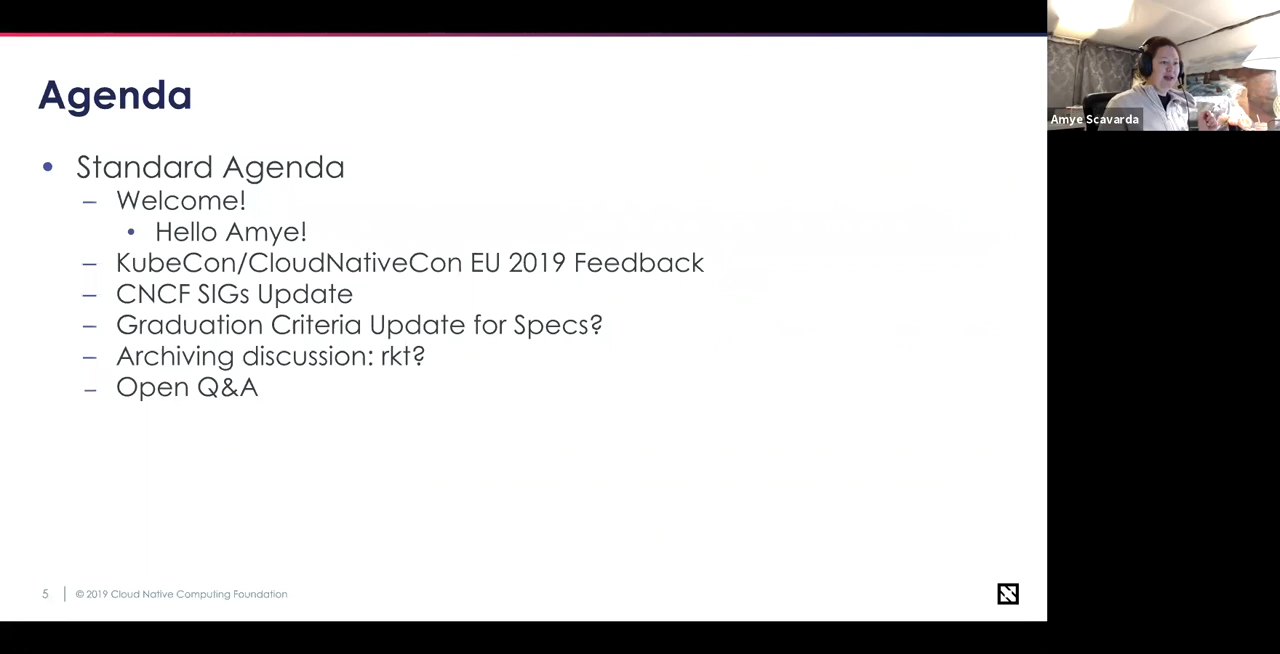 Agenda
• Standard Agenda
– Welcome!
• Hello Amye!
– KubeCon/CloudNativeCon EU 2019 Feedback
– CNCF SIGs Update
– Graduation Criteria Update for Specs?
– Archiving discussion: rkt?
– Open Q&A
5 | © 2019 Cloud Native Computing Foundation
Amye Scavarda